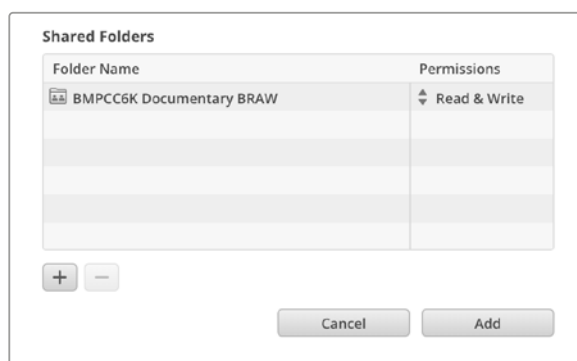 Shared Folders
Folder Name Permissions
BMPCC6K Documentary BRAW Read & Write
+ −
Cancel Add